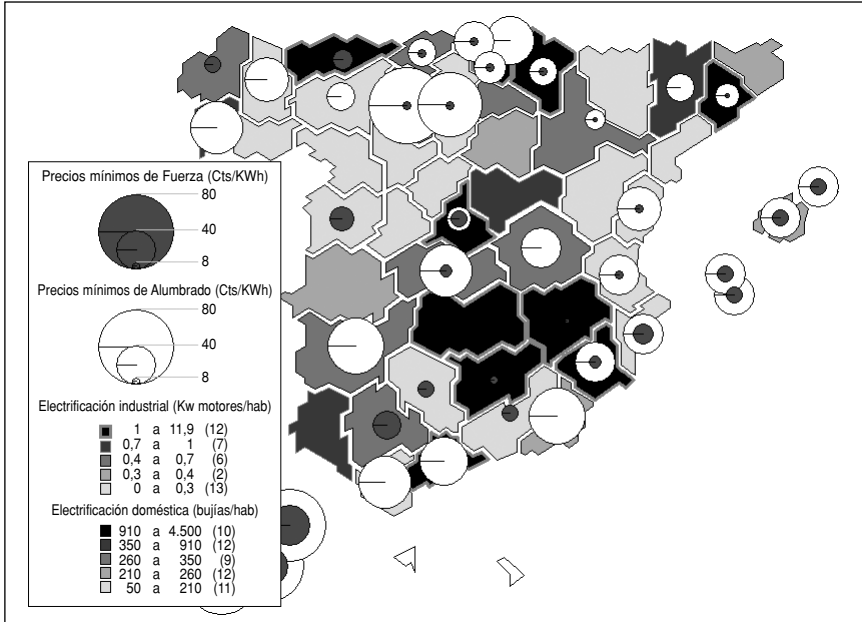 Precios mínimos de Fuerza (Cts/KWh)
80
40
8
Precios mínimos de Alumbrado (Cts/KWh)
80
40
8
Electrificación industrial (Kw motores/hab)
1 a 11,9 (12)
0,7 a 1 (7)
0,4 a 0,7 (6)
0,3 a 0,4 (2)
0 a 0,3 (13)
Electrificación doméstica (bujías/hab)
910 a 4.500 (10)
350 a 910 (12)
260 a 350 (9)
210 a 260 (12)
50 a 210 (11)